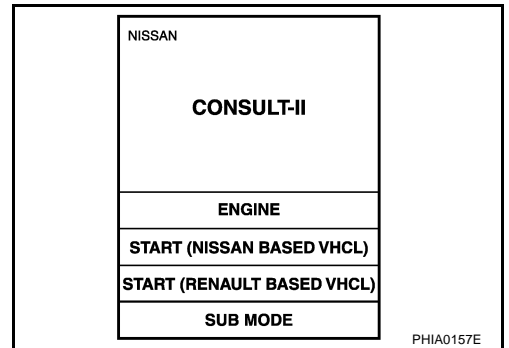 NISSAN
CONSULT-II
ENGINE
START (NISSAN BASED VHCL)
START (RENAULT BASED VHCL)
SUB MODE
PHIA0157E